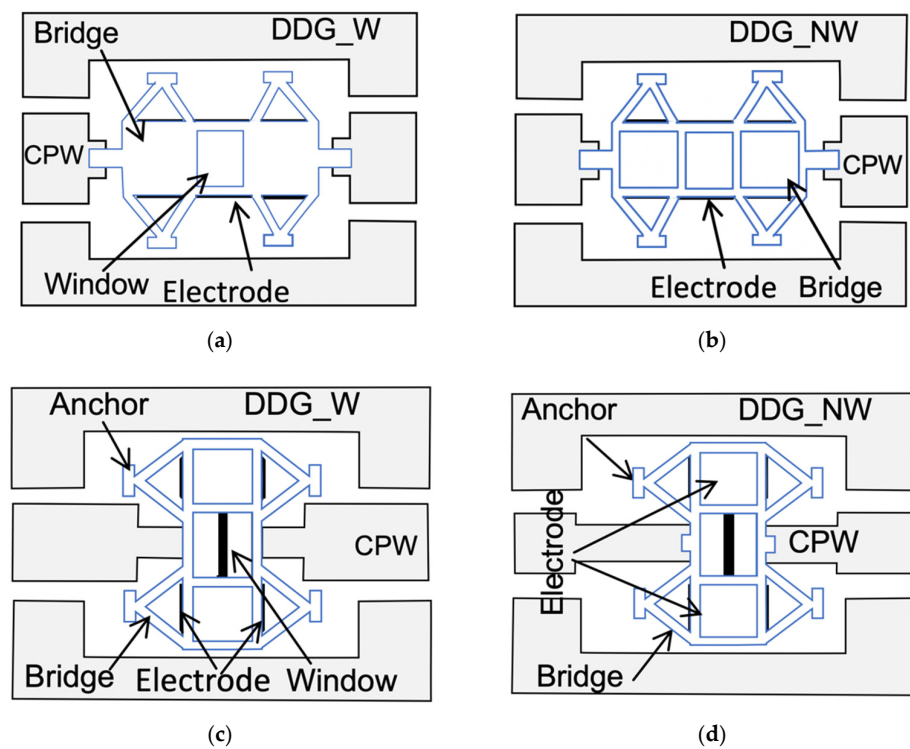 Bridge
DDG_W
CPW
Window
Electrode
(a)
DDG_NW
CPW
Electrode
Bridge
(b)
Anchor
DDG_W
CPW
Bridge
Electrode
Window
(c)
Anchor
DDG_NW
Electrode
CPW
Bridge
(d)